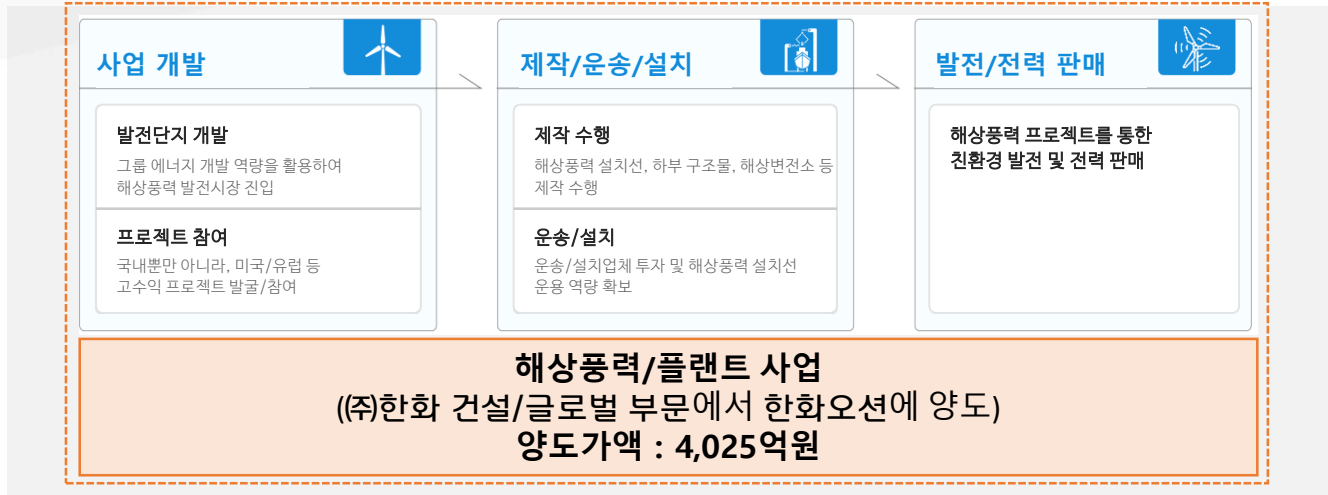 사업 개발
발전단지 개발
그룹 에너지 개발 역량을 활용하여
해상풍력 발전시장 진입
프로젝트 참여
국내뿐만 아니라, 미국/유럽 등
고수익 프로젝트 발굴/참여
제작/운송/설치
제작 수행
해상풍력 설치선, 하부 구조물, 해상변전소 등
제작 수행
운송/설치
운송/설치업체 투자 및 해상풍력 설치선
운용 역량 확보
발전/전력 판매
해상풍력 프로젝트를 통한
친환경 발전 및 전력 판매
해상풍력/플랜트 사업
(㈜한화 건설/글로벌 부문에서 한화오션에 양도)
양도가액 : 4,025억원